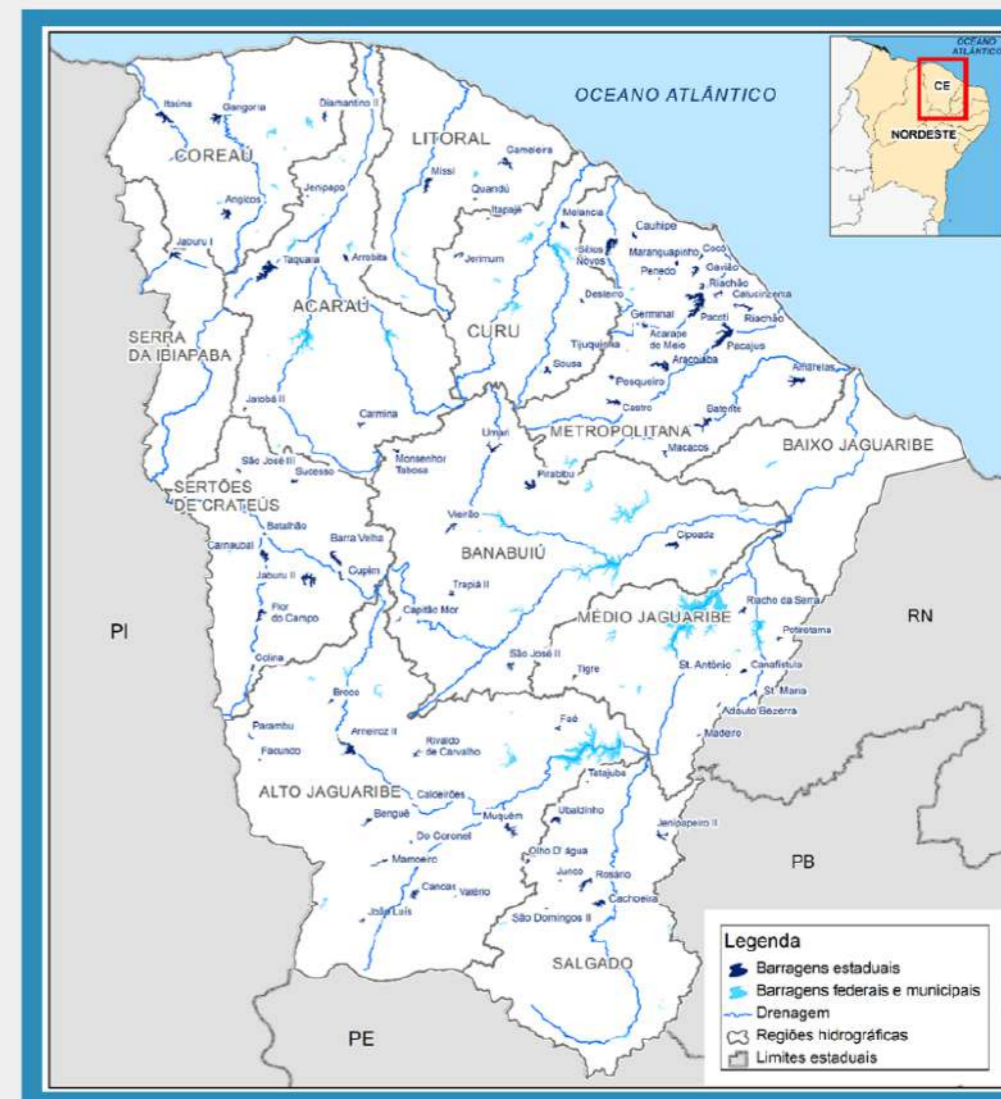 OCEANO
ATLÂNTICO
CE
NORDESTE
OCEANO ATLÂNTICO
Itaúna
Gangorra
Diamantino II
LITORAL
COREAÚ
Gameleira
Missi
Jenipapo
Quandú
Angicos
Itapajé
Melancia
Cauhipe
Jaburu I
Taquara
Arrebita
Jerimum
Sítios
Novos
Maranguapinho
Cocó
Penedo
Gavião
Riachão
Desterro
Catucinzenta
ACARAÚ
Germinal
Pacoti
Riachão
CURU
Acarape
do Meio
Tijuquinha
Pacajus
SERRA
DA IBIAPABA
Aracoiaba
Sousa
Pesqueiro
Amarelas
Jatobá II
Castro
Carmina
Batente
METROPOLITANA
Umari
Macacos
BAIXO JAGUARIBE
Monsenhor
Tabosa
São José III
Sucesso
Pirabibu
SERTÕES
DE CRATEÚS
Vieirão
Batalhão
Carnaubal
Barra Velha
BANABUIÚ
Cipoada
Cupim
Jaburu II
Trapiá II
Flor
do Campo
Capitão Mor
MÉDIO JAGUARIBE
Riacho da Serra
RN
PI
Potiretama
Colina
São José II
Tigre
St. Antônio
Canafístula
St. Maria
Broco
Adauto Bezerra
Parambu
Arneiroz II
Faé
Madeiro
Rivaldo
de Carvalho
Facundo
Tatajuba
ALTO JAGUARIBE
Caldeirões
Benguê
Muquém
Ubaldinho
Jenipapeiro II
Do Coronel
Olho D' água
PB
Mamoeiro
Junco
Rosário
Canoas
Valério
Cachoeira
João Luís
São Domingos II
SALGADO
PE
Legenda
Barragens estaduais
Barragens federais e municipais
Drenagem
Regiões hidrográficas
Limites estaduais